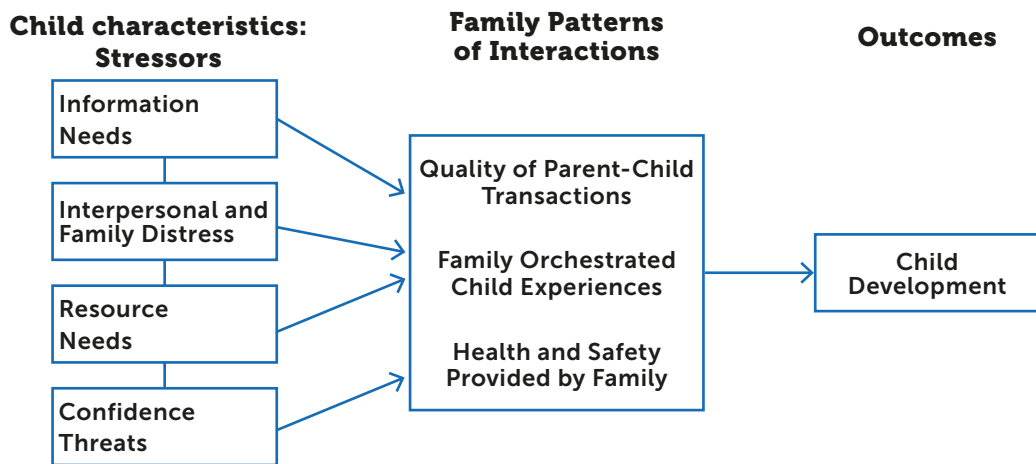 Child characteristics:
Stressors
Information
Needs
Interpersonal and
Family Distress
Resource
Needs
Confidence
Threats
Family Patterns
of Interactions
Quality of Parent-Child
Transactions
Family Orchestrated
Child Experiences
Health and Safety
Provided by Family
Outcomes
Child
Development